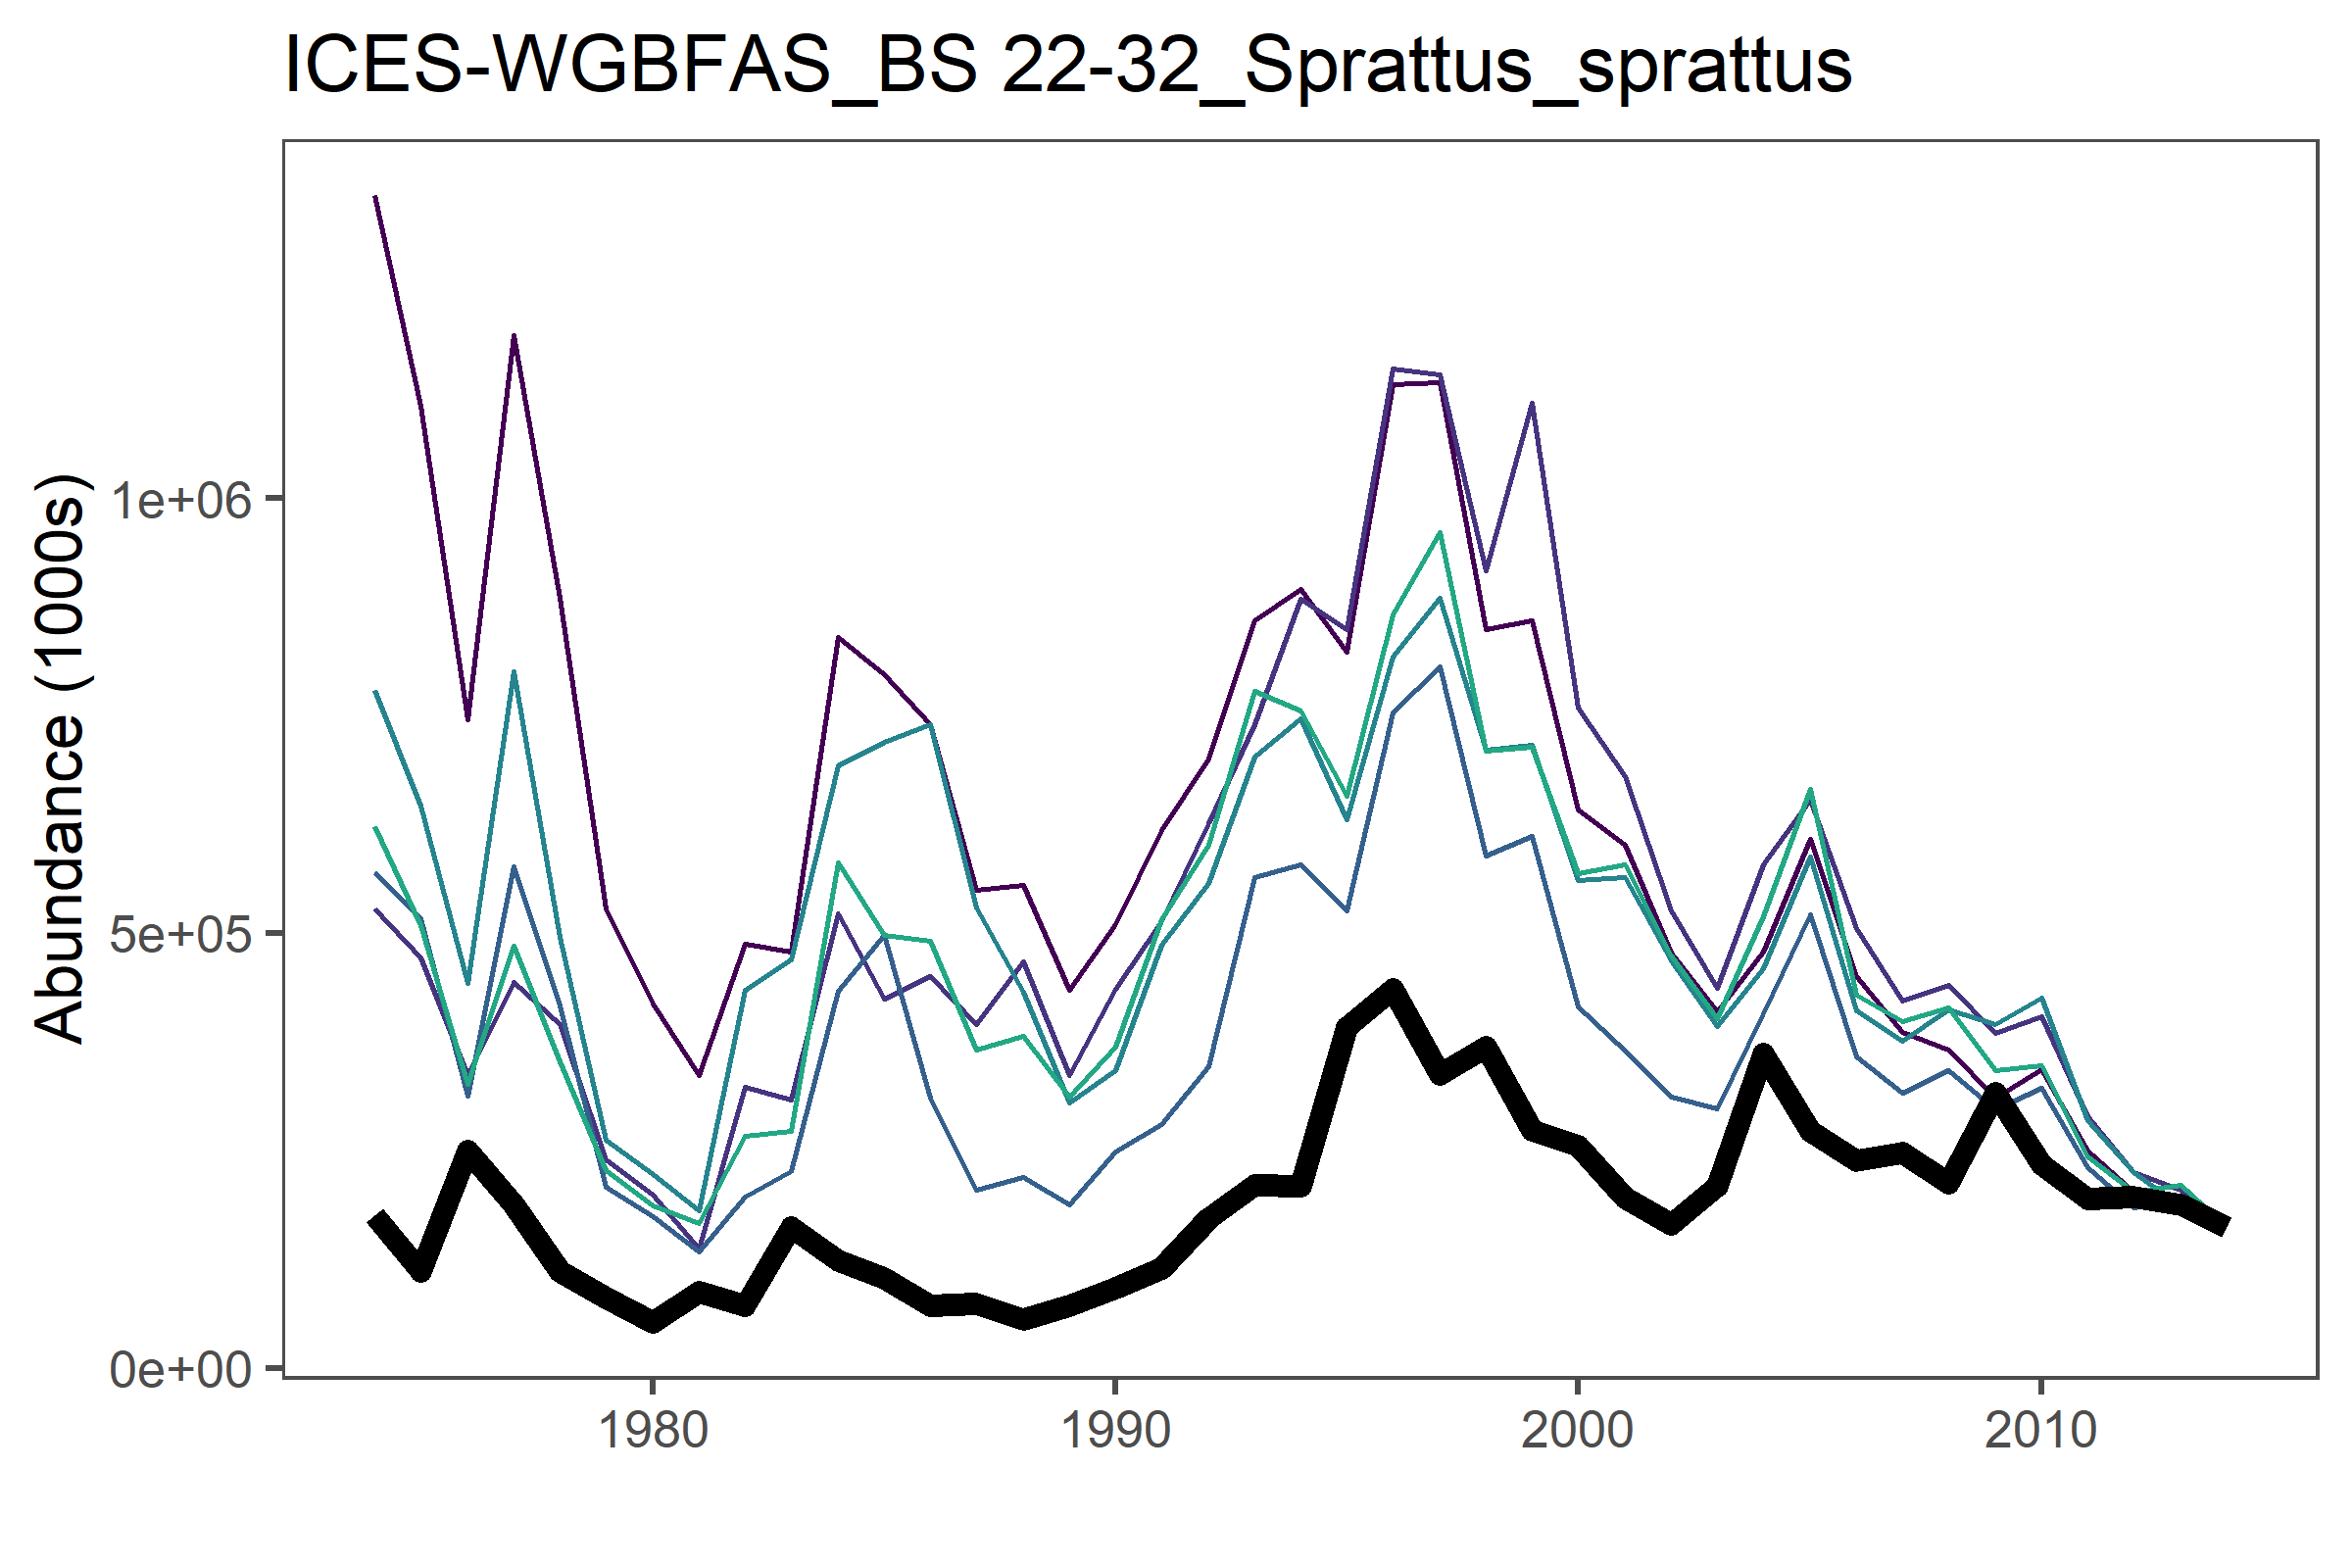 ICES-WGBFAS_BS 22-32_Sprattus_sprattus
Abundance (1000s)
1e+06
5e+05
0e+00
1980
1990
2000
2010